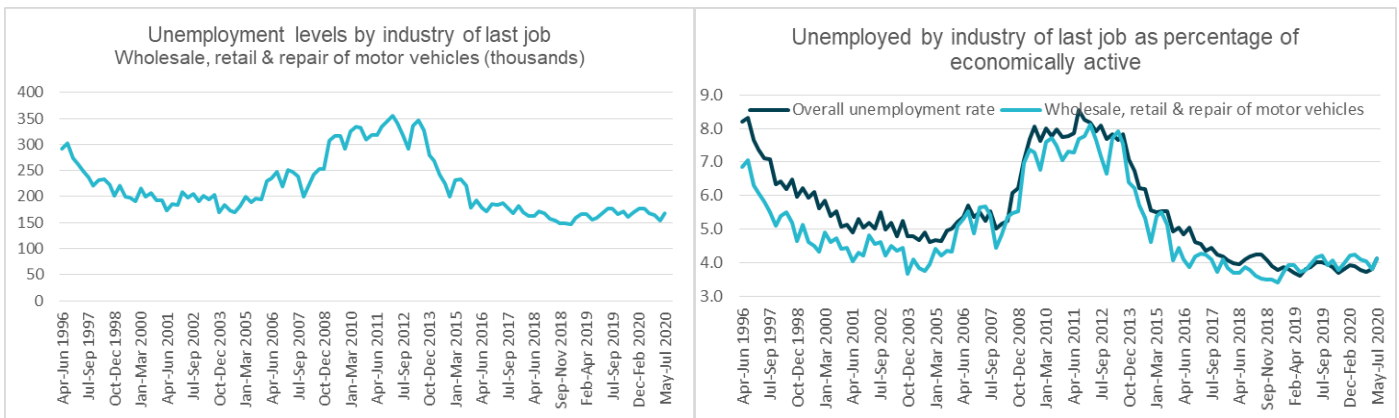 Unemployment levels by industry of last job
Wholesale, retail & repair of motor vehicles (thousands)
400
350
300
250
200
150
100
50
0
Apr-Jun 1996
Jul-Sep 1997
Oct-Dec 1998
Jan-Mar 2000
Apr-Jun 2001
Jul-Sep 2002
Oct-Dec 2003
Jan-Mar 2005
Apr-Jun 2006
Jul-Sep 2007
Oct-Dec 2008
Jan-Mar 2010
Apr-Jun 2011
Jul-Sep 2012
Oct-Dec 2013
Jan-Mar 2015
Apr-Jun 2016
Jul-Sep 2017
Apr-Jun 2018
Sep-Nov 2018
Feb-Apr 2019
Jul-Sep 2019
Dec-Feb 2020
May-Jul 2020
Unemployed by industry of last job as percentage of
economically active
9.0
Overall unemployment rate
Wholesale, retail & repair of motor vehicles
8.0
7.0
6.0
5.0
4.0
3.0
Apr-Jun 1996
Jul-Sep 1997
Oct-Dec 1998
Jan-Mar 2000
Apr-Jun 2001
Jul-Sep 2002
Oct-Dec 2003
Jan-Mar 2005
Apr-Jun 2006
Jul-Sep 2007
Oct-Dec 2008
Jan-Mar 2010
Apr-Jun 2011
Jul-Sep 2012
Oct-Dec 2013
Jan-Mar 2015
Apr-Jun 2016
Jul-Sep 2017
Apr-Jun 2018
Sep-Nov 2018
Feb-Apr 2019
Jul-Sep 2019
Dec-Feb 2020
May-Jul 2020